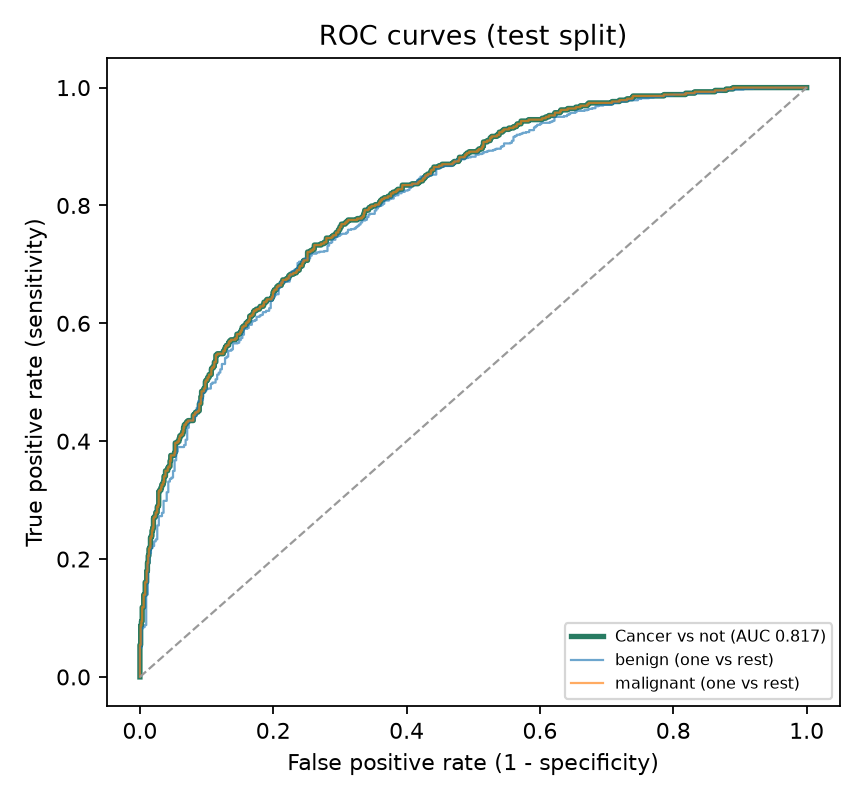 ROC curves (test split)
True positive rate (sensitivity)
1.0
0.8
0.6
0.4
0.2
0.0
0.0 0.2 0.4 0.6 0.8 1.0
False positive rate (1 - specificity)
Cancer vs not (AUC 0.817)
benign (one vs rest)
malignant (one vs rest)